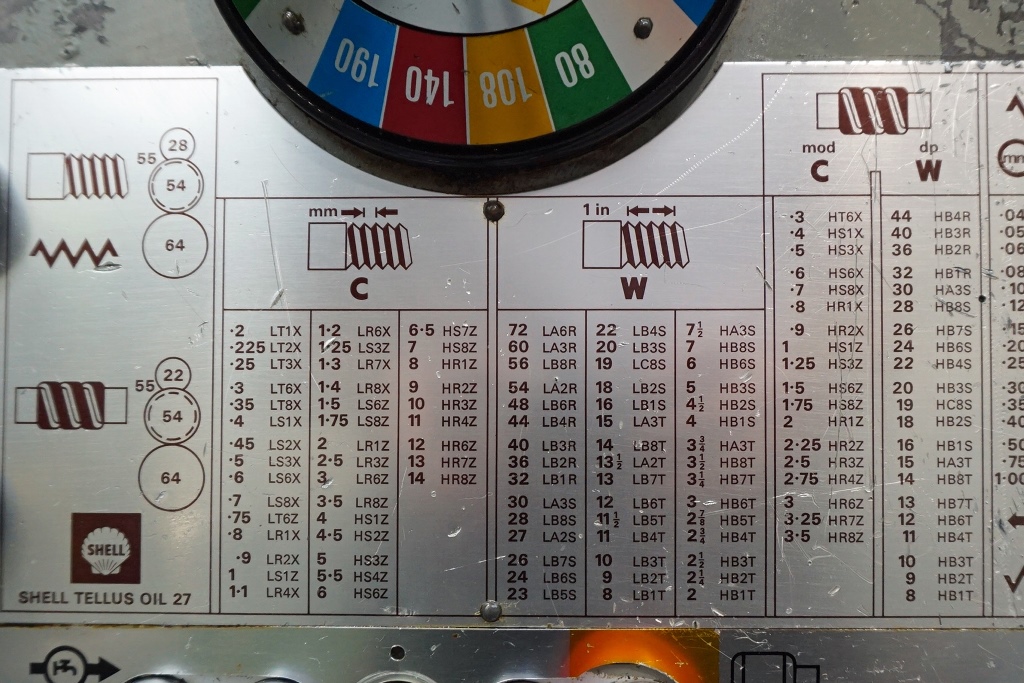 190 140 108 80
28
55
54
64
22
55
54
64
SHELL
SHELL TELLUS OIL 27
mm
C
·2 LT1X 1·2 LR6X 6·5 HS7Z
·225 LT2X 1·25 LS3Z 7 HS8Z
·25 LT3X 1·3 LR7X 8 HR1Z
·3 LT6X 1·4 LR8X 9 HR2Z
·35 LT8X 1·5 LS6Z 10 HR3Z
·4 LS1X 1·75 LS8Z 11 HR4Z
·45 LS2X 2 LR1Z 12 HR6Z
·5 LS3X 2·5 LR3Z 13 HR7Z
·6 LS6X 3 LR6Z 14 HR8Z
·7 LS8X 3·5 LR8Z
·75 LT6Z 4 HS1Z
·8 LR1X 4·5 HS2Z
·9 LR2X 5 HS3Z
1 LS1Z 5·5 HS4Z
1·1 LR4X 6 HS6Z
1 in
W
72 LA6R 22 LB4S 7½ HA3S
60 LA3R 20 LB3S 7 HB8S
56 LB8R 19 LC8S 6 HB6S
54 LA2R 18 LB2S 5 HB3S
48 LB6R 16 LB1S 4½ HB2S
44 LB4R 15 LA3T 4 HB1S
40 LB3R 14 LB8T 3¾ HA3T
36 LB2R 13½ LA2T 3½ HB8T
32 LB1R 13 LB7T 3¼ HB7T
30 LA3S 12 LB6T 3 HB6T
28 LB8S 11½ LB5T 2⅞ HB5T
27 LA2S 11 LB4T 2¾ HB4T
26 LB7S 10 LB3T 2½ HB3T
24 LB6S 9 LB2T 2¼ HB2T
23 LB5S 8 LB1T 2 HB1T
mod dp
C W
·3 HT6X 44 HB4R
·4 HS1X 40 HB3R
·5 HS3X 36 HB2R
·6 HS6X 32 HB1R
·7 HS8X 30 HA3S
·8 HR1X 28 HB8S
·9 HR2X 26 HB7S
1 HS1Z 24 HB6S
1·25 HS3Z 22 HB4S
1·5 HS6Z 20 HB3S
1·75 HS8Z 19 HC8S
2 HR1Z 18 HB2S
2·25 HR2Z 16 HB1S
2·5 HR3Z 15 HA3T
2·75 HR4Z 14 HB8T
3 HR6Z 13 HB7T
3·25 HR7Z 12 HB6T
3·5 HR8Z 11 HB4T
10 HB3T
9 HB2T
8 HB1T